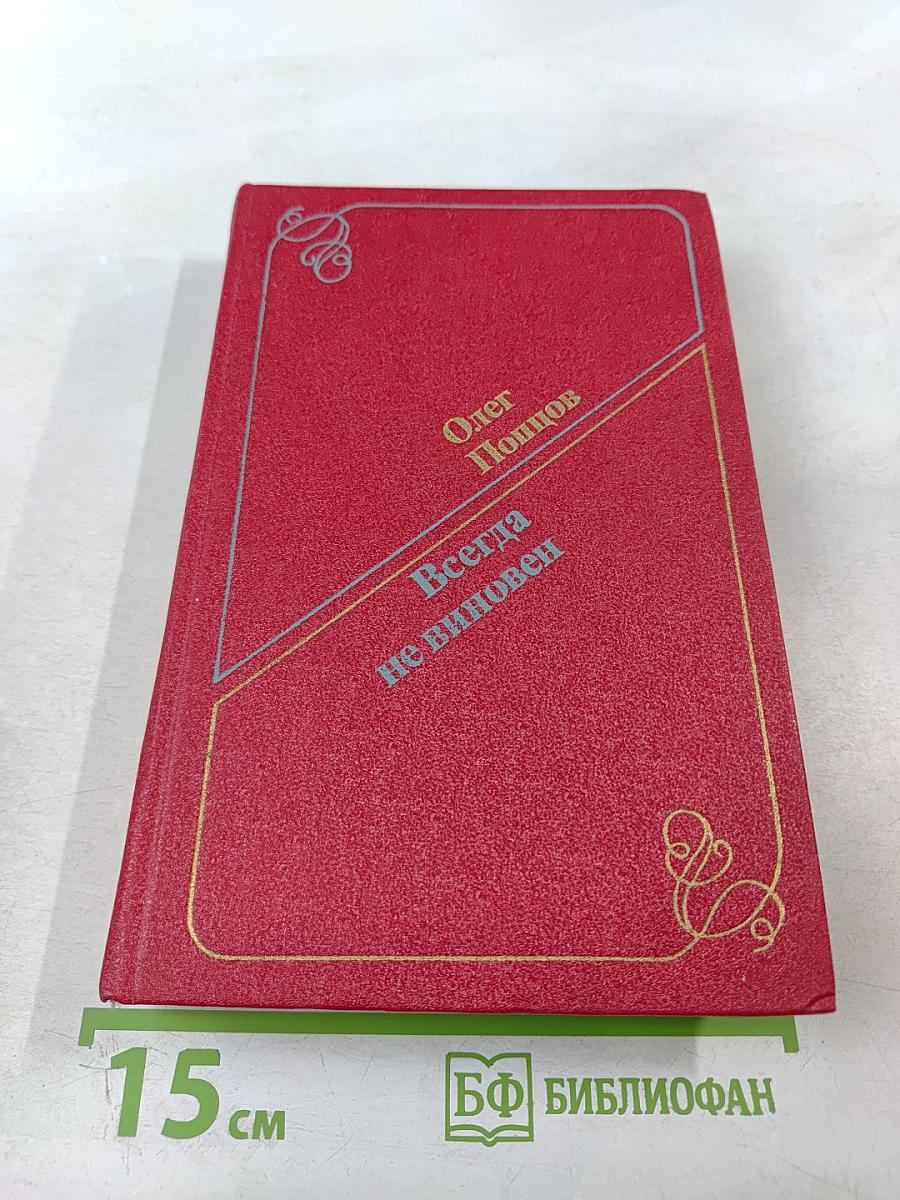 Олег
Попцов
Всегда
не виновен
15 см
БФ БИБЛИОФАН